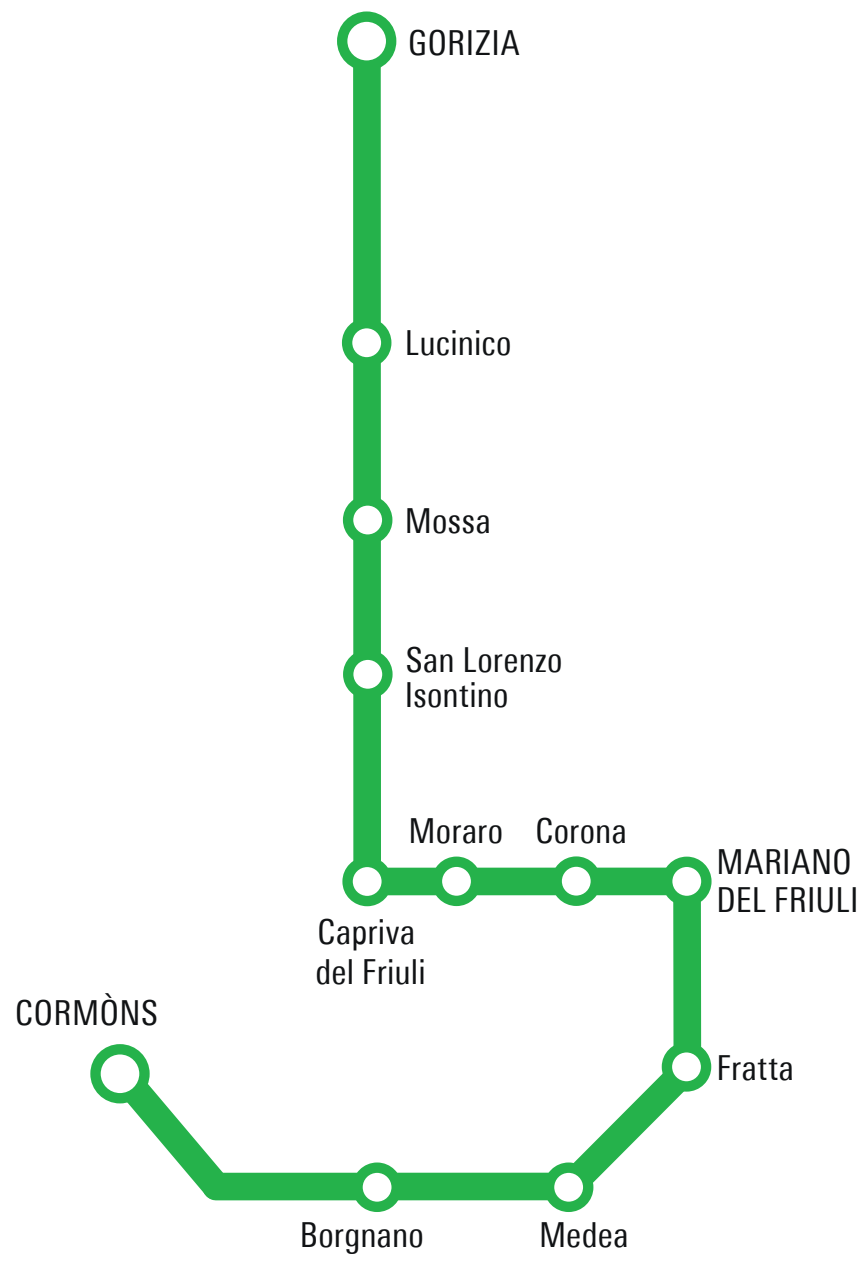 GORIZIA
Lucinico
Mossa
San Lorenzo
Isontino
Moraro
Corona
MARIANO
DEL FRIULI
Capriva
del Friuli
CORMÒNS
Fratta
Borgnano
Medea